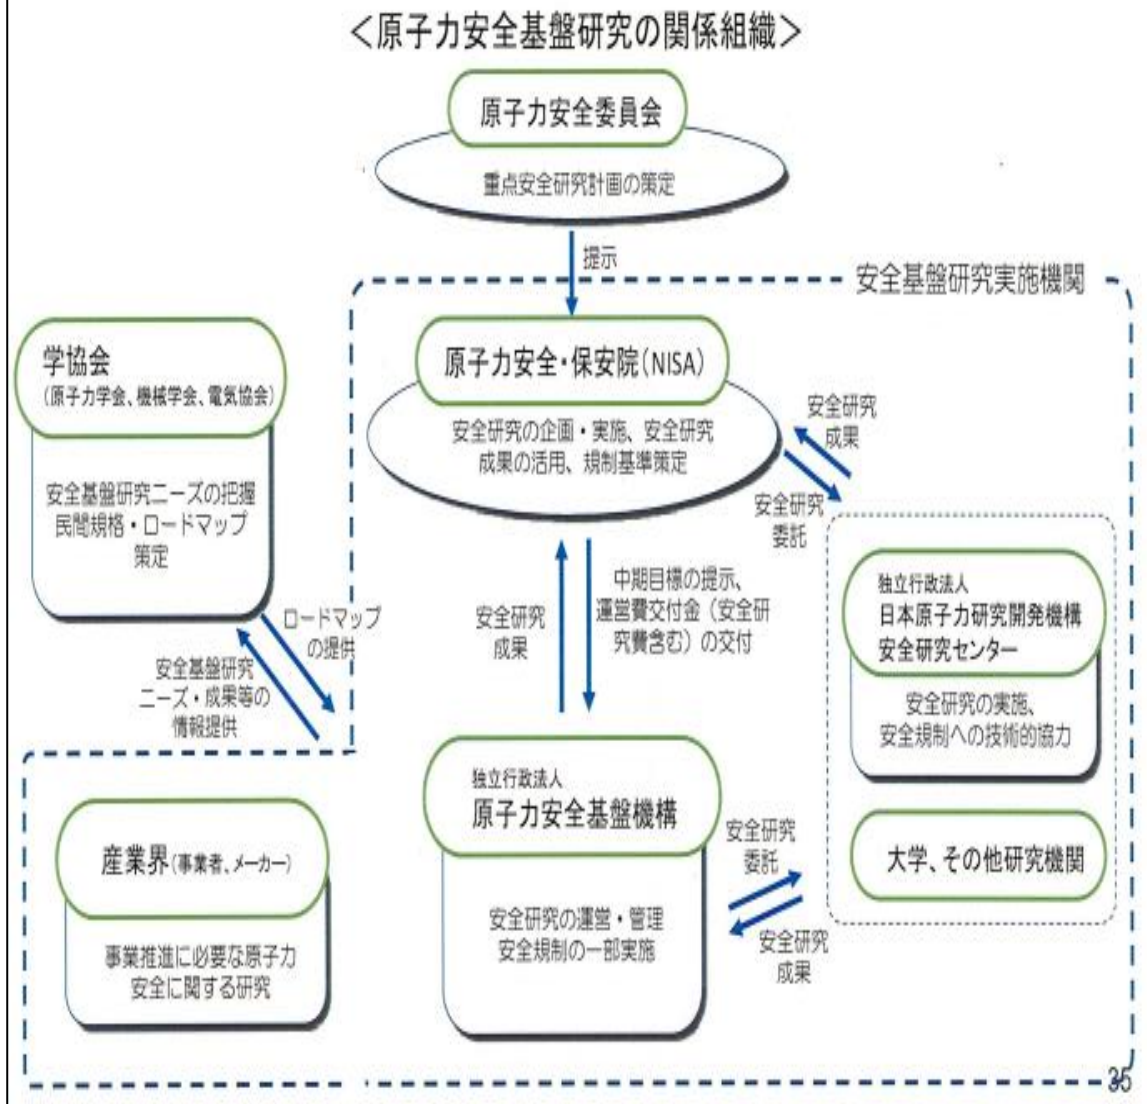 ＜原子力安全基盤研究の関係組織＞
原子力安全委員会
重点安全研究計画の策定
提示
安全基盤研究実施機関
学協会
(原子力学会、機械学会、電気協会)
安全基盤研究ニーズの把握
民間規格・ロードマップ
策定
原子力安全・保安院(NISA)
安全研究の企画・実施、安全研究
成果の活用、規制基準策定
安全研究
成果
安全研究
委託
ロードマップ
の提供
安全基盤研究
ニーズ・成果等の
情報提供
安全研究
成果
中期目標の提示、
運営費交付金（安全研
究費含む）の交付
独立行政法人
日本原子力研究開発機構
安全研究センター
安全研究の実施、
安全規制への技術的協力
産業界(事業者、メーカー)
事業推進に必要な原子力
安全に関する研究
独立行政法人
原子力安全基盤機構
安全研究の運営・管理
安全規制の一部実施
安全研究
委託
安全研究
成果
大学、その他研究機関
35